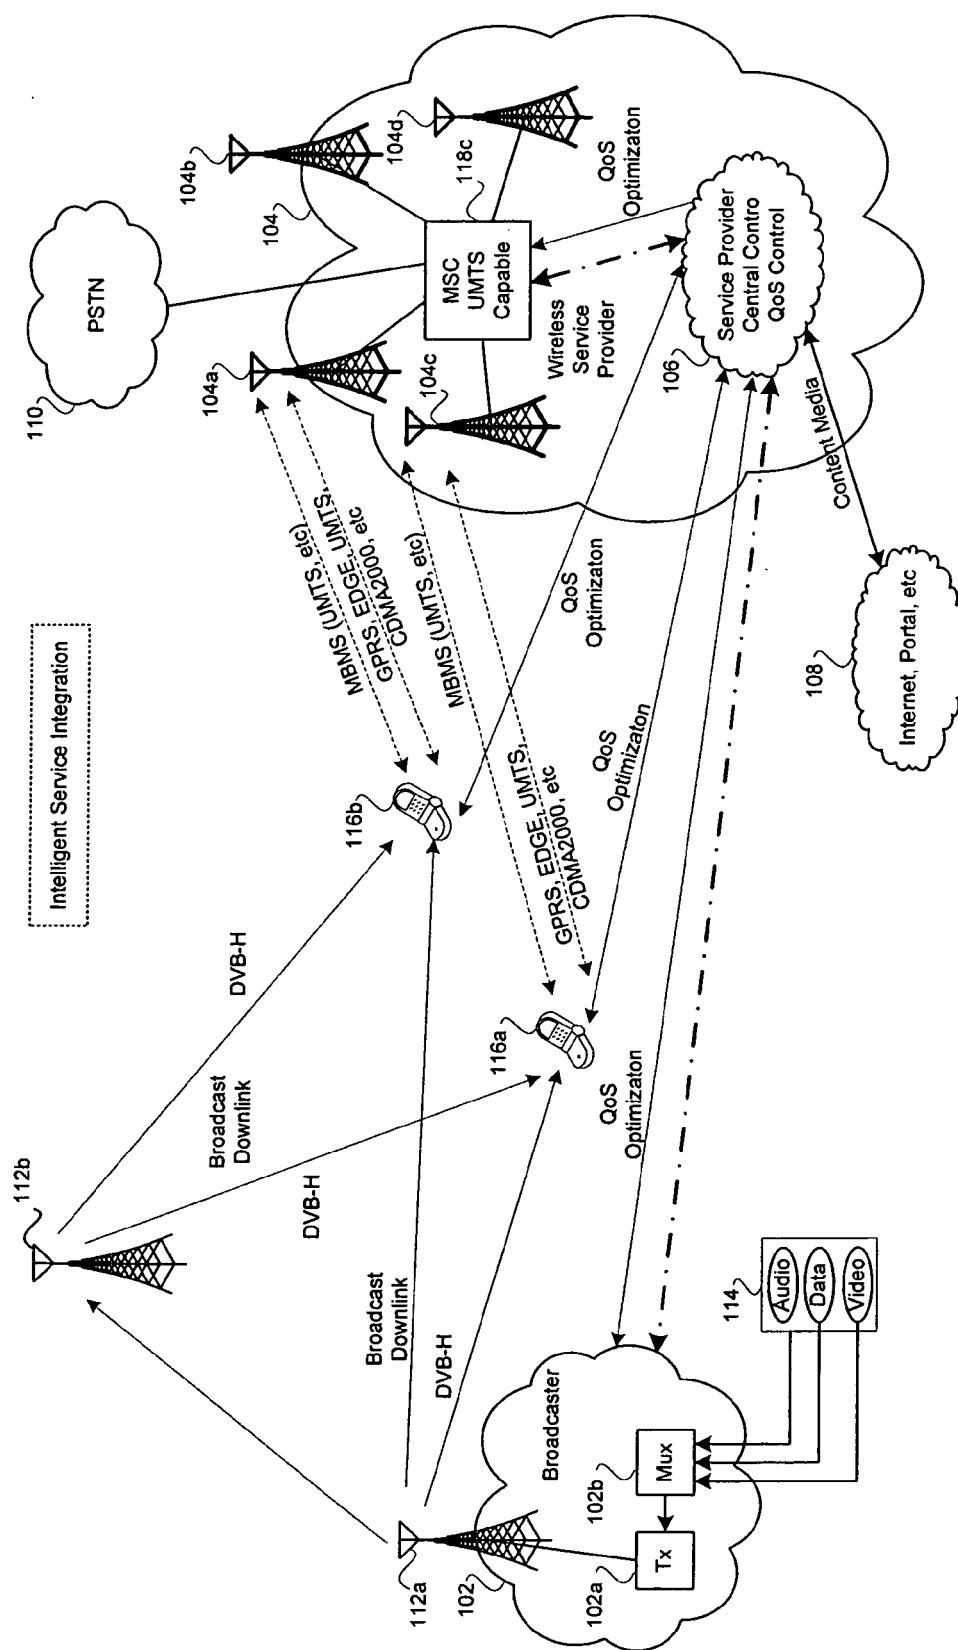 Intelligent Service Integration
112b
DVB-H
Broadcast
Downlink
DVB-H
Broadcast
Downlink
DVB-H
112a
102
Broadcaster
102a
Tx
102b
Mux
114
Audio
Data
Video
116b
116a
MBMS (UMTS, etc)
GPRS, EDGE, UMTS,
CDMA2000, etc
MBMS (UMTS, etc)
GPRS, EDGE, UMTS,
CDMA2000, etc
QoS
Optimizaton
QoS
Optimizaton
QoS
Optimizaton
110
PSTN
104
104a
104b
104c
104d
118c
MSC
UMTS
Capable
Wireless
Service
Provider
QoS
Optimizaton
106
Service Provider
Central Contro
QoS Control
Content Media
108
Internet, Portal, etc